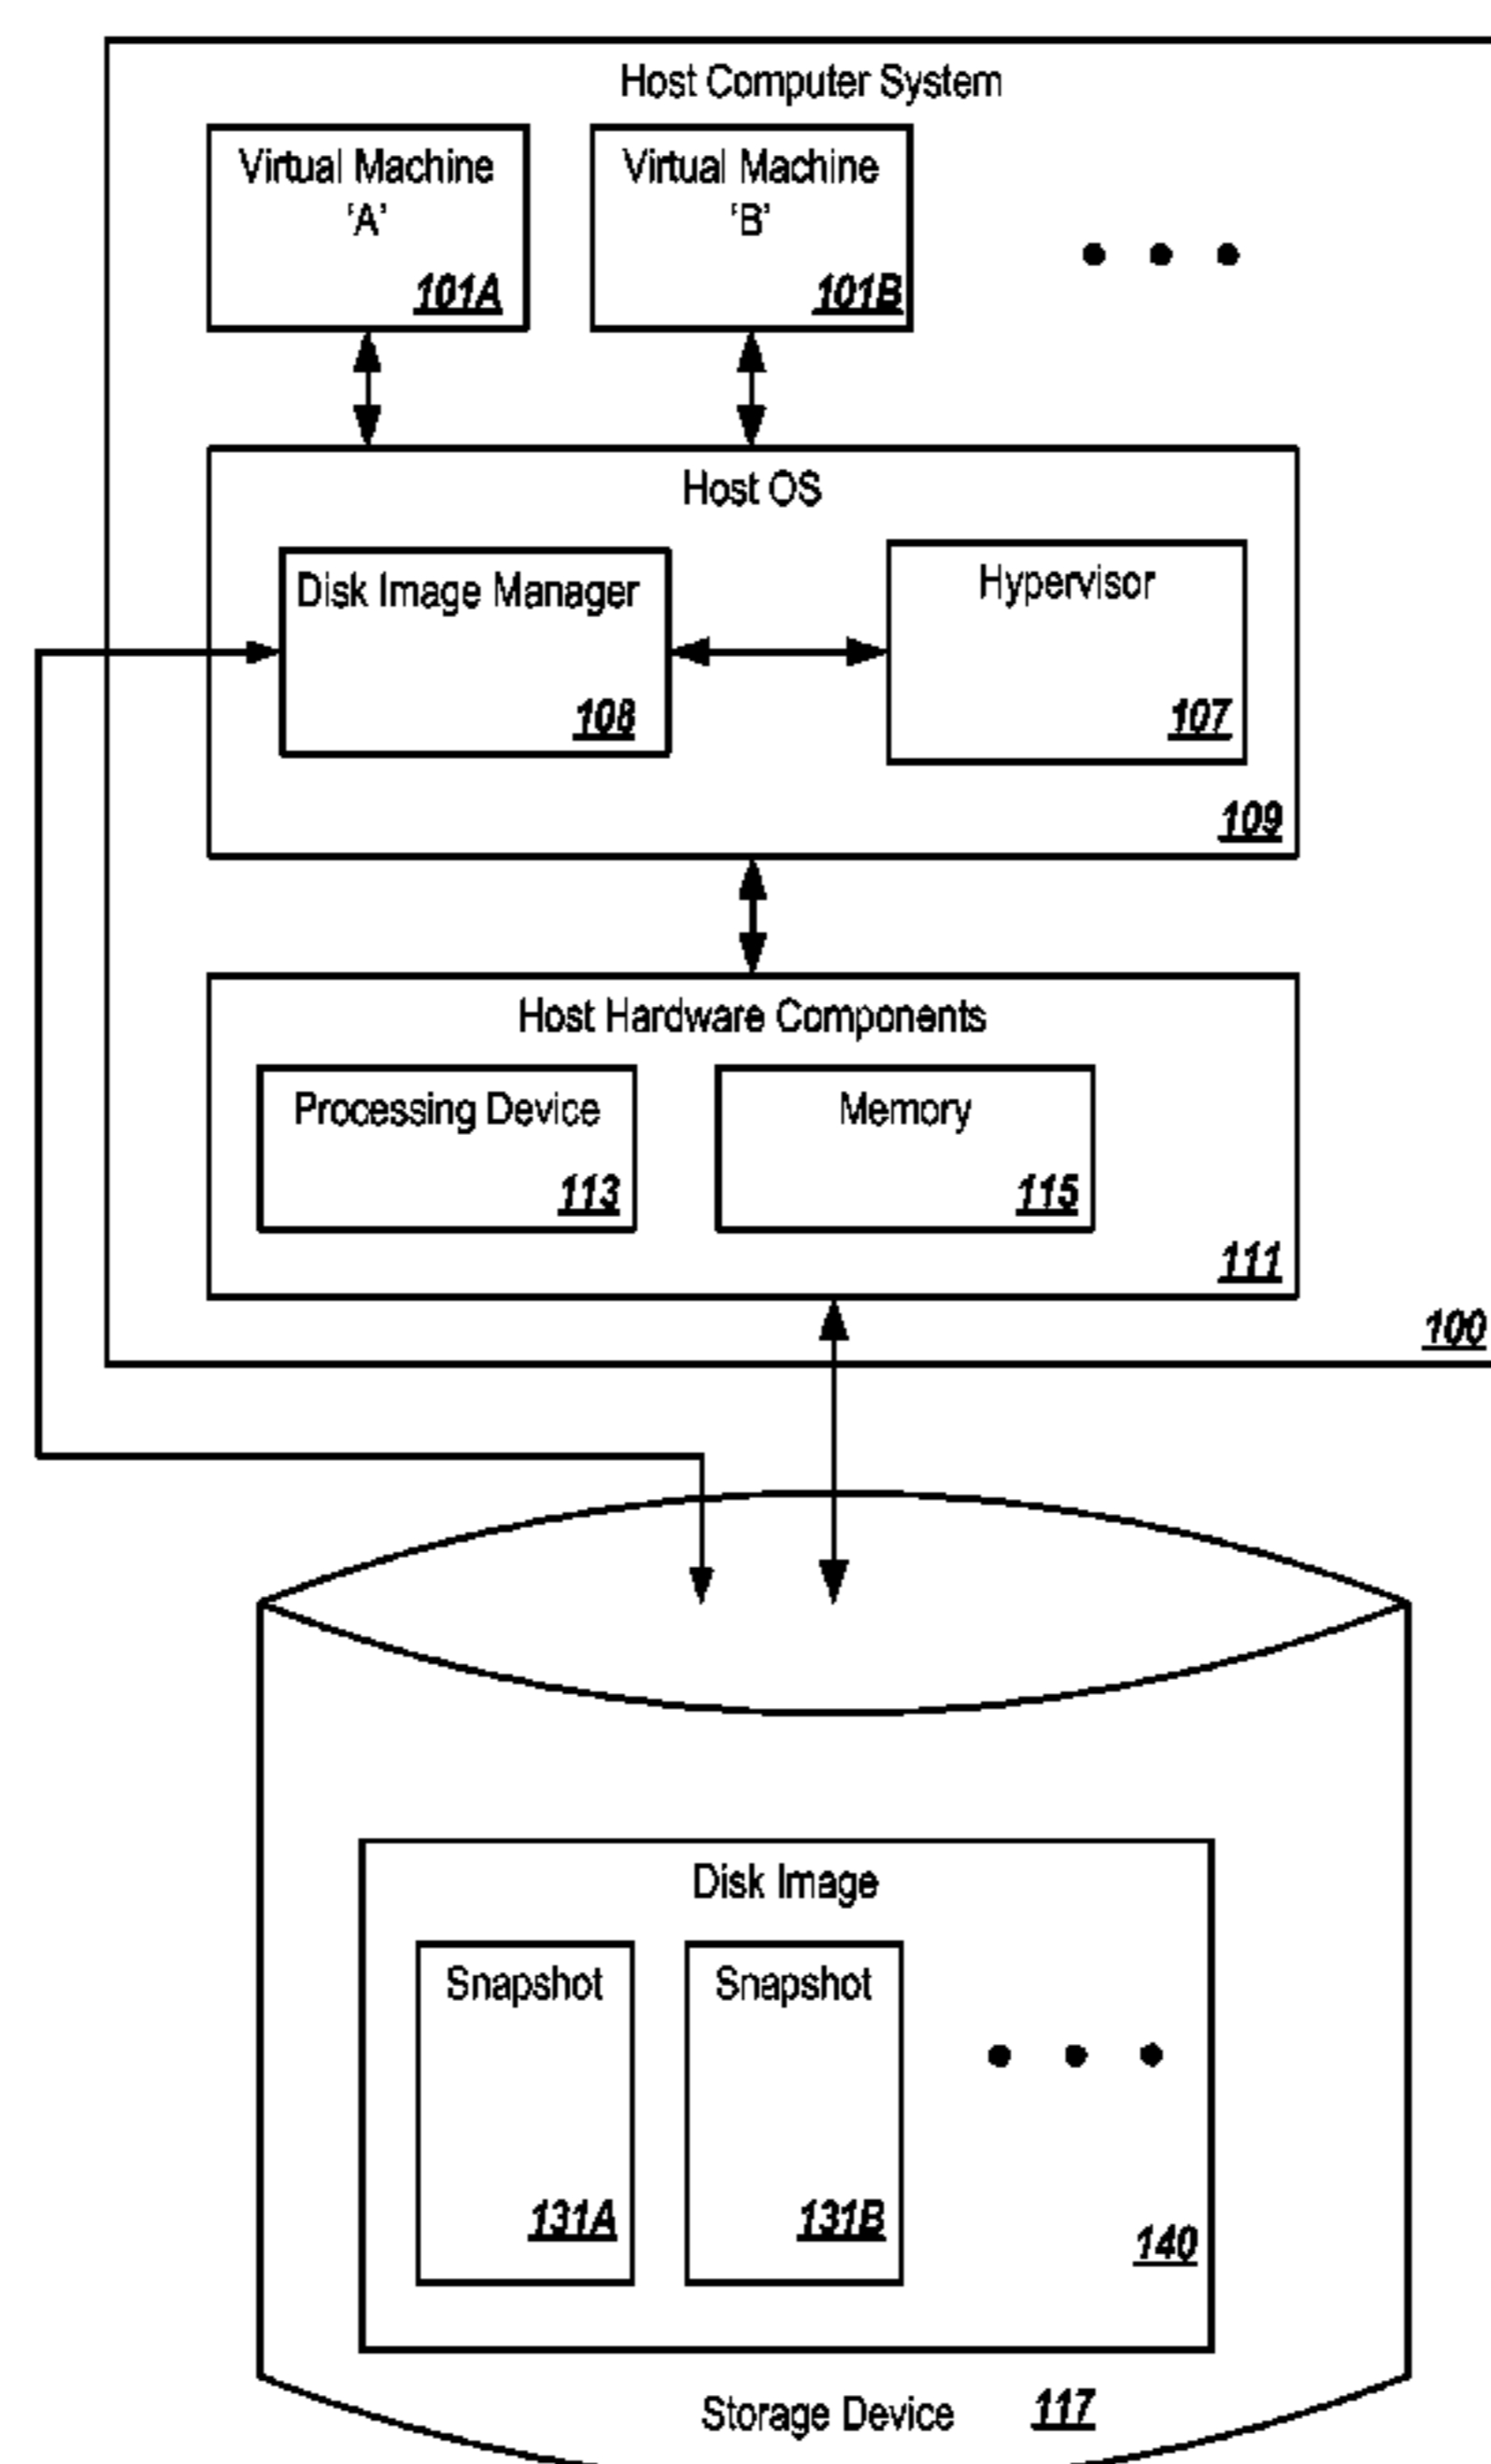 Host Computer System
Virtual Machine
'A'
101A
Virtual Machine
'B'
101B
Host OS
Disk Image Manager
108
Hypervisor
107
109
Host Hardware Components
Processing Device
113
Memory
115
111
100
Disk Image
Snapshot
131A
Snapshot
131B
140
Storage Device 117